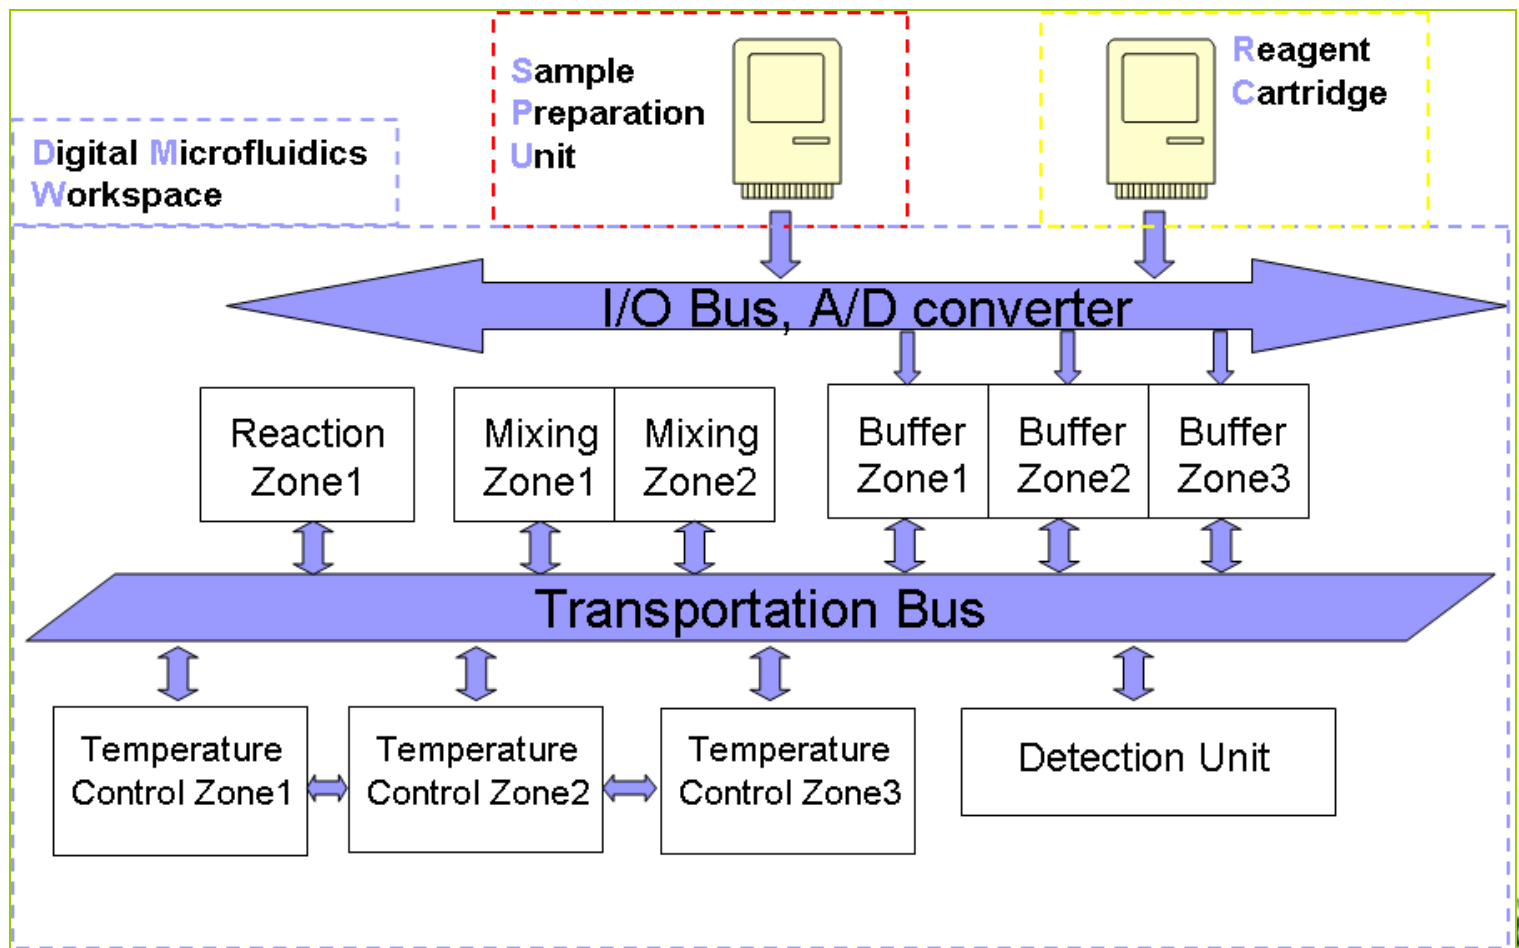 Sample
Preparation
Unit
Reagent
Cartridge
Digital Microfluidics
Workspace
I/O Bus, A/D converter
Reaction
Zone1
Mixing
Zone1
Mixing
Zone2
Buffer
Zone1
Buffer
Zone2
Buffer
Zone3
Transportation Bus
Temperature
Control Zone1
Temperature
Control Zone2
Temperature
Control Zone3
Detection Unit